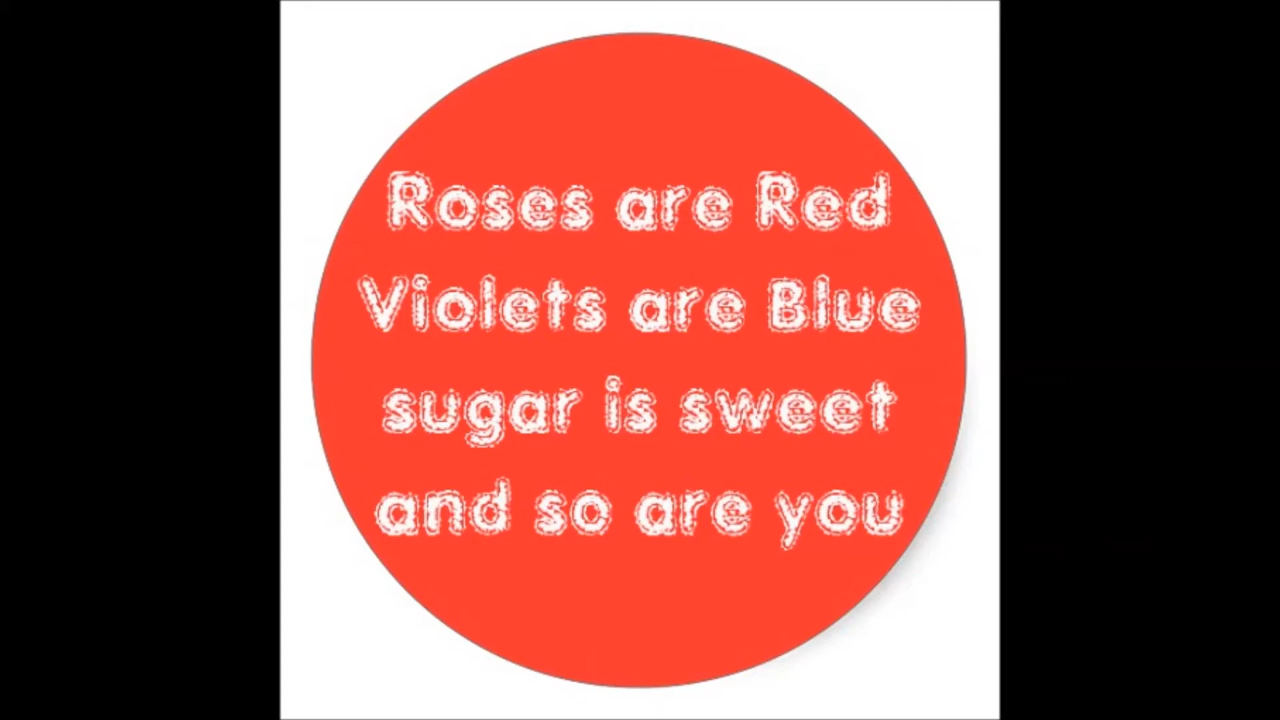 Roses are Red
Violets are Blue
sugar is sweet
and so are you